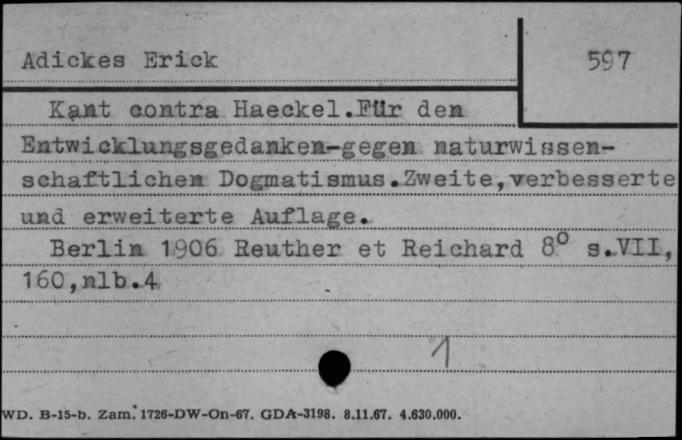 Adickes Erick
597
Kant contra Haeckel.Für den
Entwicklungsgedanken-gegen naturwissen-
schaftlichen Dogmatismus.Zweite,verbesserte
und erweiterte Auflage.
Berlin 1906 Reuther et Reichard 8° s.VII,
160,nlb.4
1
WD. B-15-b. Zam. 1726-DW-On-67. GDA-3198. 8.11.67. 4.630.000.